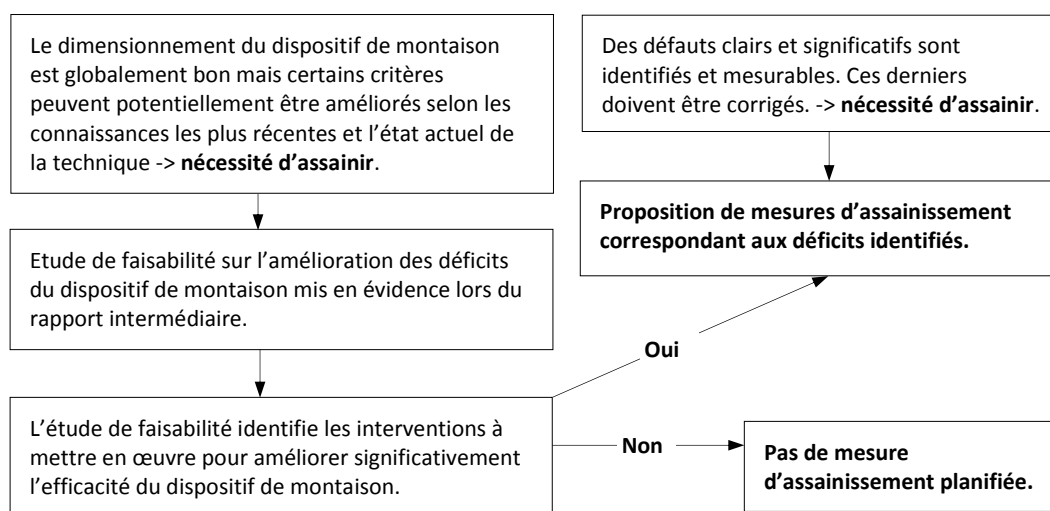 Le dimensionnement du dispositif de montaison
est globalement bon mais certains critères
peuvent potentiellement être améliorés selon les
connaissances les plus récentes et l’état actuel de
la technique -> nécessité d’assainir.
Des défauts clairs et significatifs sont
identifiés et mesurables. Ces derniers
doivent être corrigés. -> nécessité d’assainir.
Proposition de mesures d’assainissement
correspondant aux déficits identifiés.
Etude de faisabilité sur l’amélioration des déficits
du dispositif de montaison mis en évidence lors du
rapport intermédiaire.
Oui
L’étude de faisabilité identifie les interventions à
mettre en œuvre pour améliorer significativement
l’efficacité du dispositif de montaison.
Non
Pas de mesure
d’assainissement planifiée.